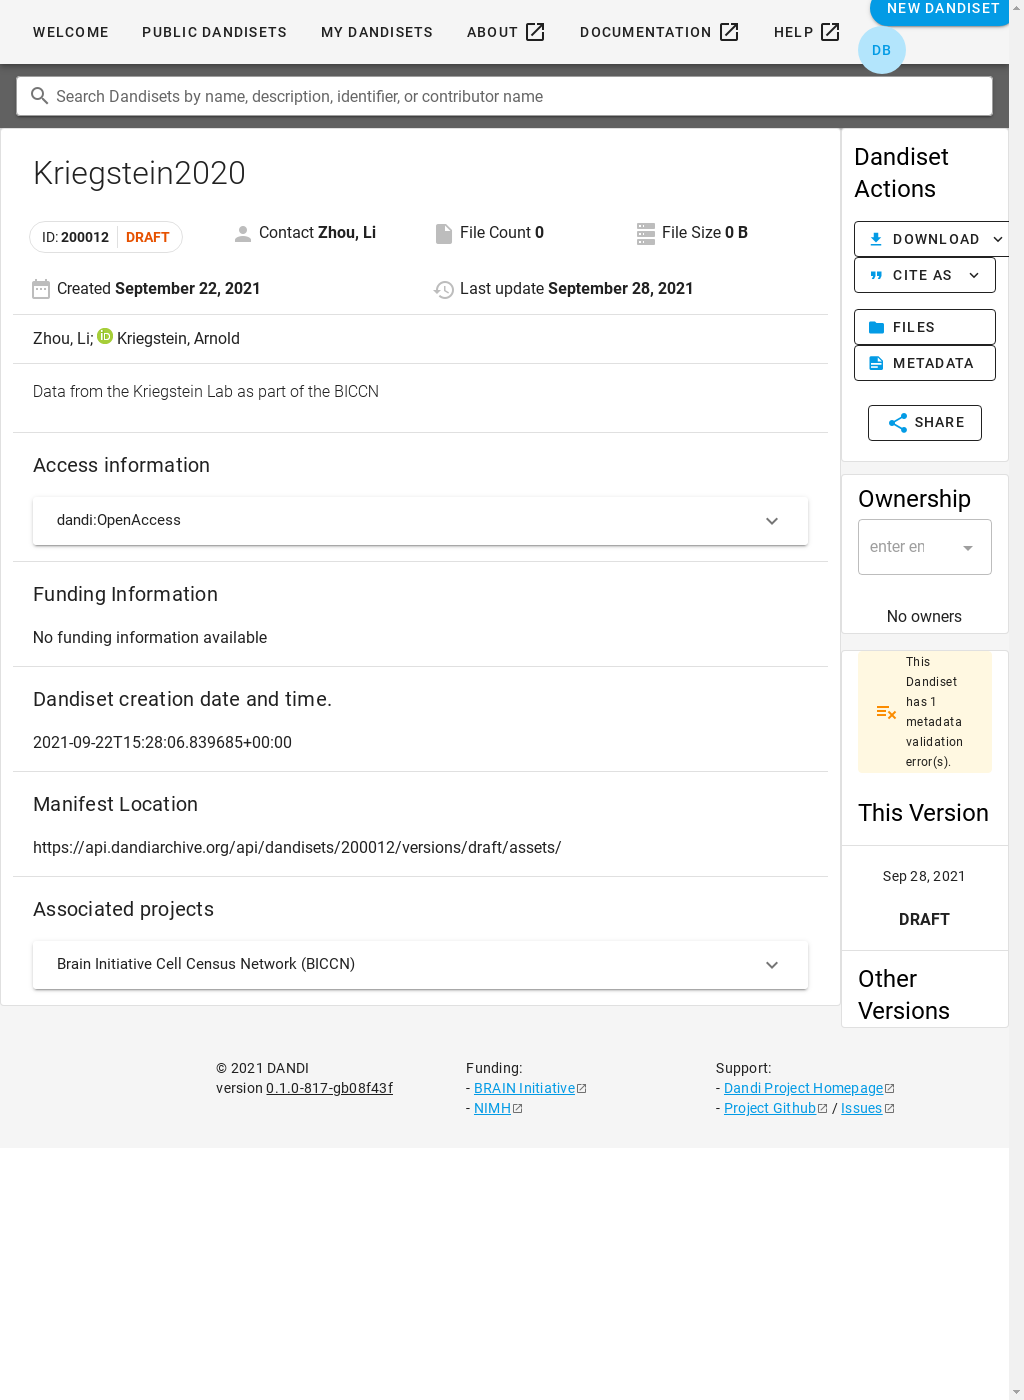 WELCOME PUBLIC DANDISETS MY DANDISETS ABOUT DOCUMENTATION HELP NEW DANDISET
DB
Search Dandisets by name, description, identifier, or contributor name
Kriegstein2020
ID: 200012 DRAFT Contact Zhou, Li File Count 0 File Size 0 B
Created September 22, 2021 Last update September 28, 2021
Zhou, Li; iD Kriegstein, Arnold
Data from the Kriegstein Lab as part of the BICCN
Access information
dandi:OpenAccess
Funding Information
No funding information available
Dandiset creation date and time.
2021-09-22T15:28:06.839685+00:00
Manifest Location
https://api.dandiarchive.org/api/dandisets/200012/versions/draft/assets/
Associated projects
Brain Initiative Cell Census Network (BICCN)
Dandiset
Actions
DOWNLOAD
CITE AS
FILES
METADATA
SHARE
Ownership
enter en
No owners
This
Dandiset
has 1
metadata
validation
error(s).
This Version
Sep 28, 2021
DRAFT
Other
Versions
© 2021 DANDI
version 0.1.0-817-gb08f43f
Funding:
- BRAIN Initiative
- NIMH
Support:
- Dandi Project Homepage
- Project Github / Issues